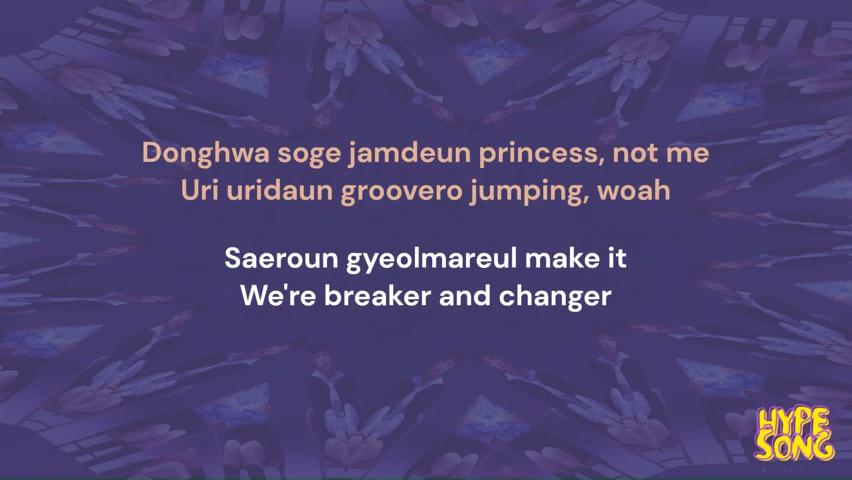 Donghwa soge jamdeun princess, not me
Uri uridaun groovero jumping, woah
Saeroun gyeolmareul make it
We're breaker and changer
HYPE
SONG